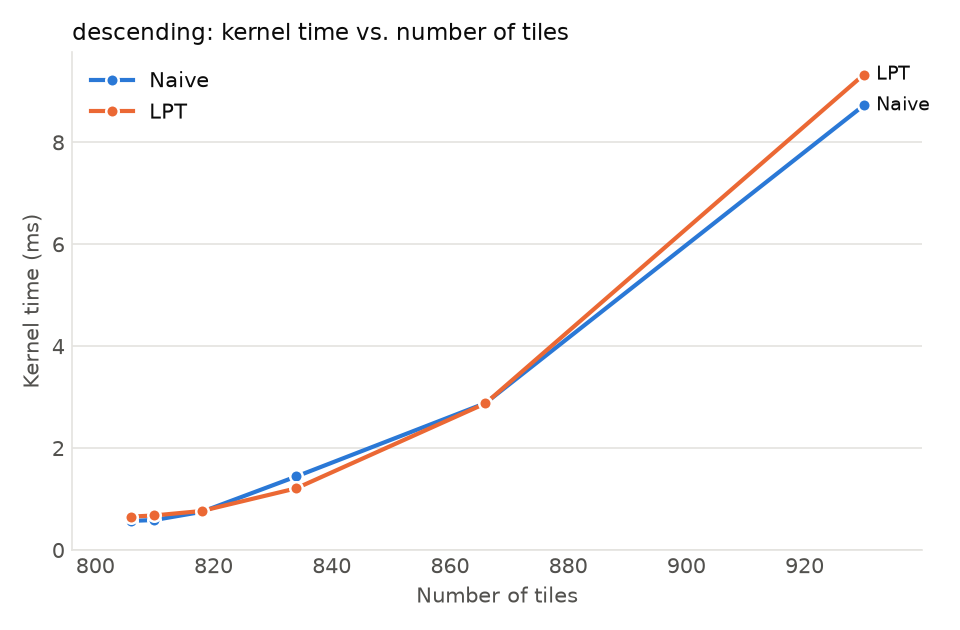 descending: kernel time vs. number of tiles
Naive
LPT
LPT
Naive
8
6
4
2
0
Kernel time (ms)
800 820 840 860 880 900 920
Number of tiles